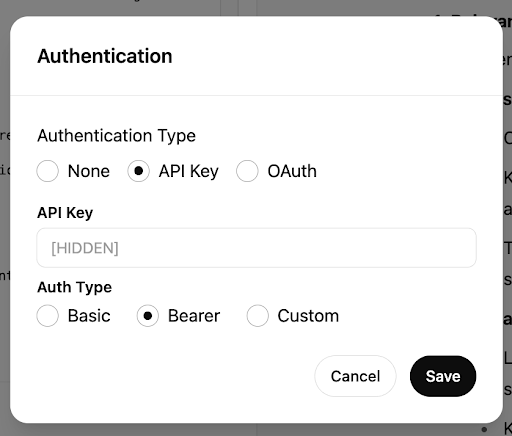 Authentication
Authentication Type
None
API Key
OAuth
API Key
[HIDDEN]
Auth Type
Basic
Bearer
Custom
Cancel
Save